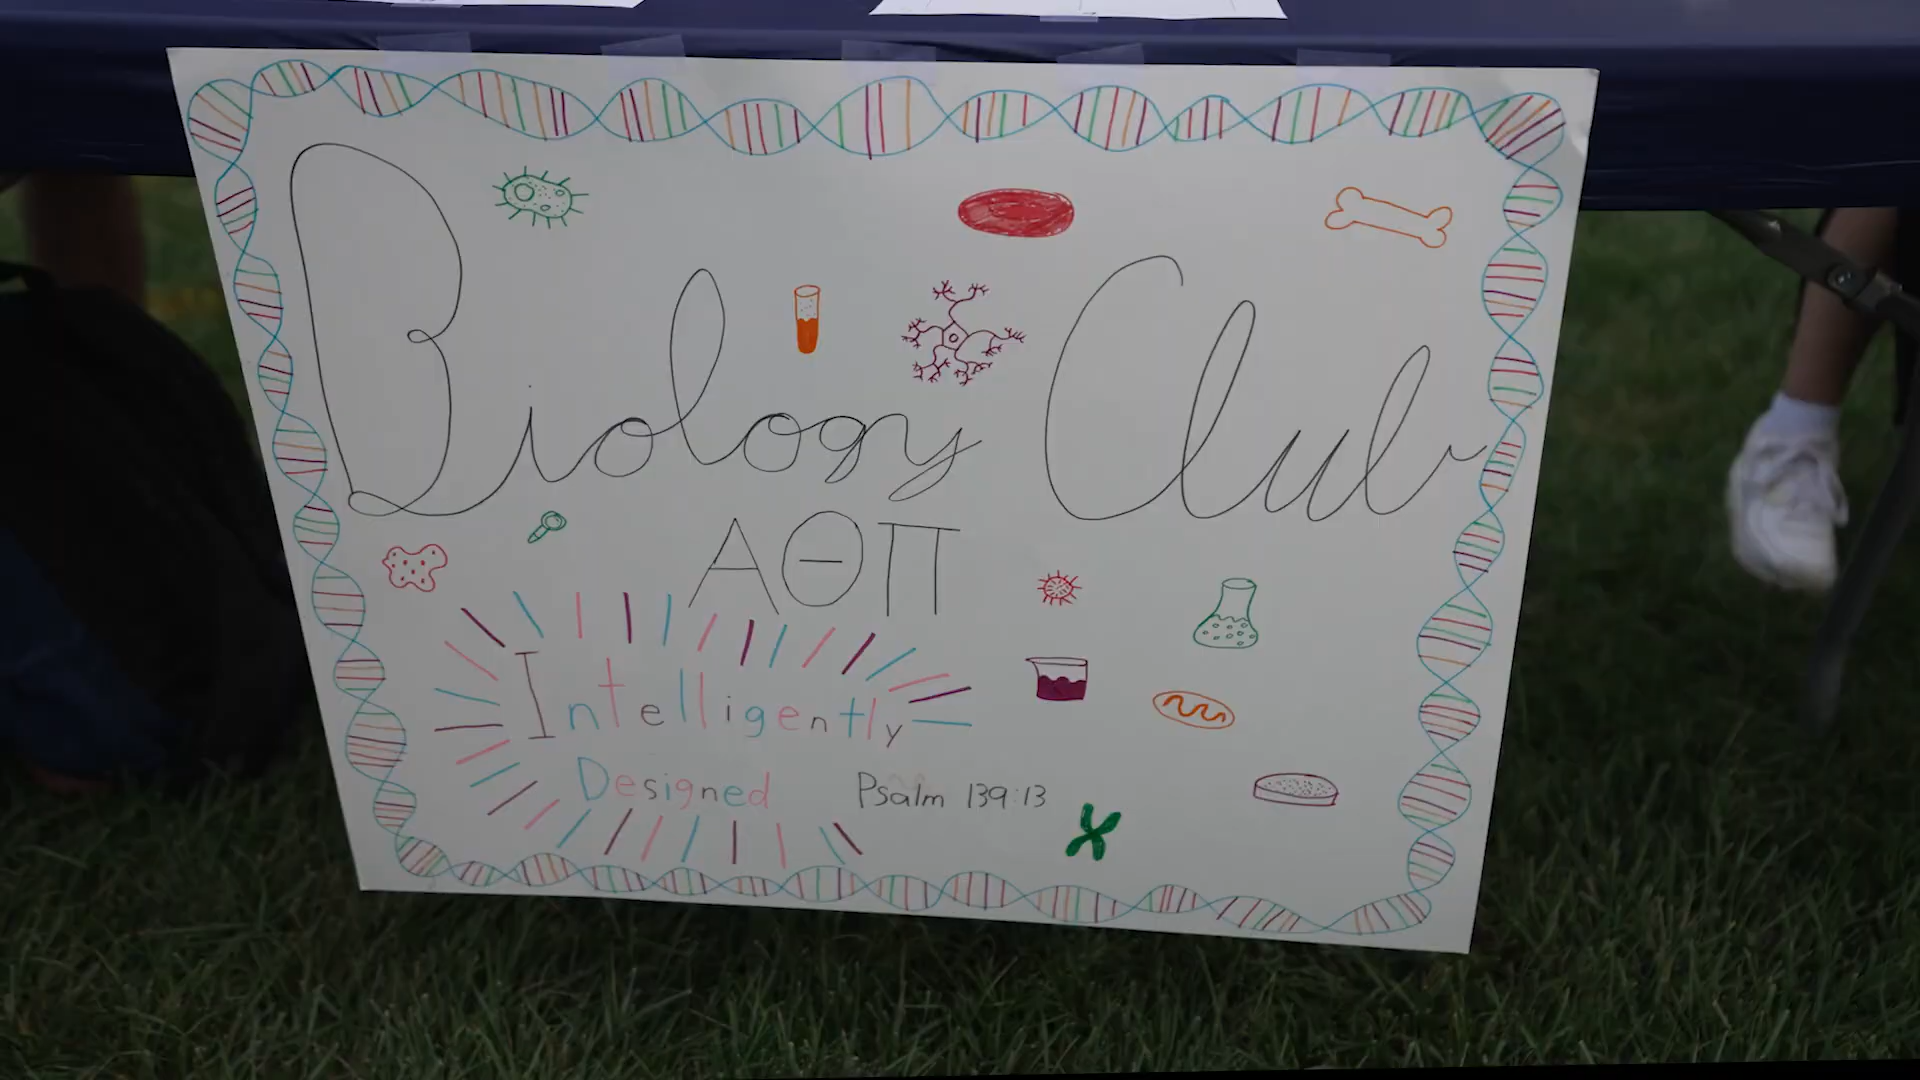 Biology Club
ΑΘΠ
Intelligently
Designed
Psalm 139:13